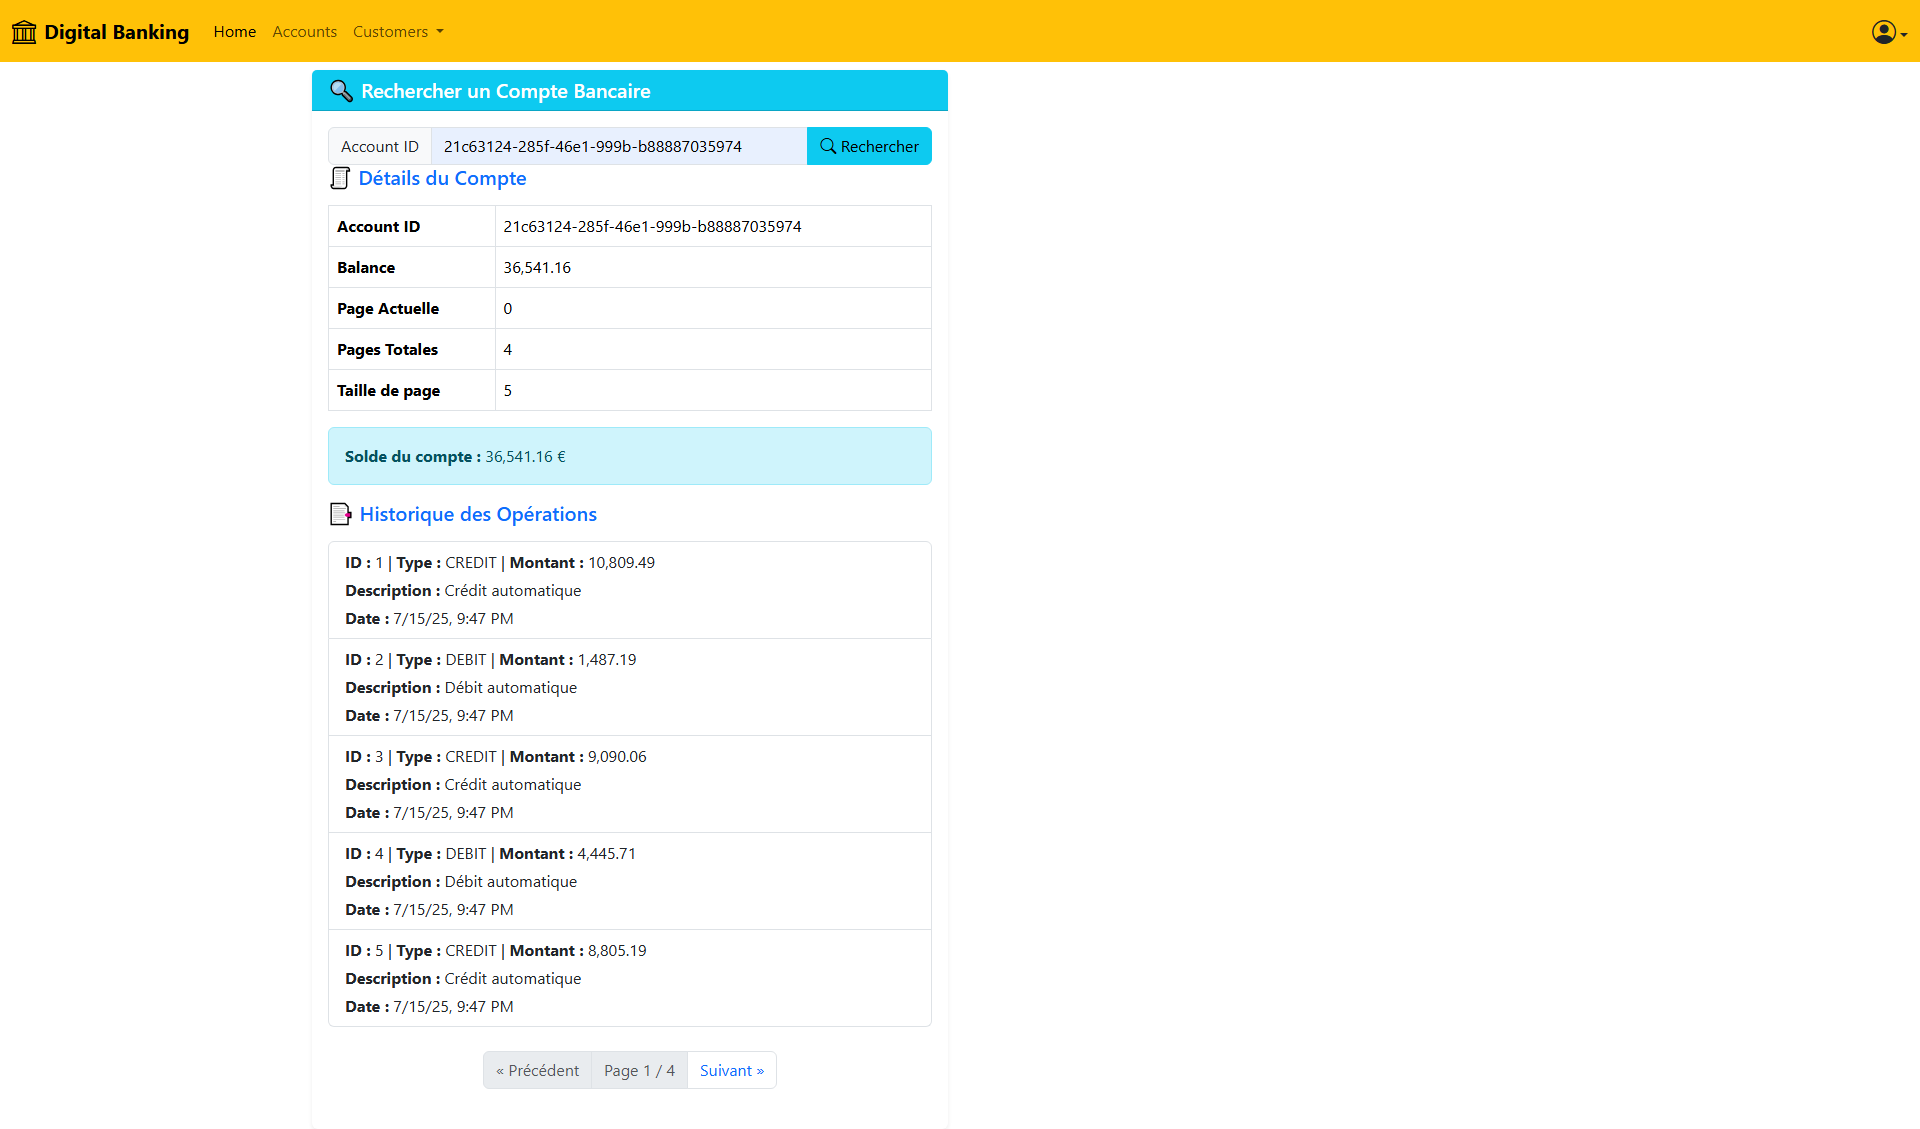 Digital Banking Home Accounts Customers
Rechercher un Compte Bancaire
Account ID 21c63124-285f-46e1-999b-b88887035974 Rechercher
Détails du Compte
Account ID 21c63124-285f-46e1-999b-b88887035974
Balance 36,541.16
Page Actuelle 0
Pages Totales 4
Taille de page 5
Solde du compte : 36,541.16 €
Historique des Opérations
ID : 1 | Type : CREDIT | Montant : 10,809.49
Description : Crédit automatique
Date : 7/15/25, 9:47 PM
ID : 2 | Type : DEBIT | Montant : 1,487.19
Description : Débit automatique
Date : 7/15/25, 9:47 PM
ID : 3 | Type : CREDIT | Montant : 9,090.06
Description : Crédit automatique
Date : 7/15/25, 9:47 PM
ID : 4 | Type : DEBIT | Montant : 4,445.71
Description : Débit automatique
Date : 7/15/25, 9:47 PM
ID : 5 | Type : CREDIT | Montant : 8,805.19
Description : Crédit automatique
Date : 7/15/25, 9:47 PM
« Précédent Page 1 / 4 Suivant »